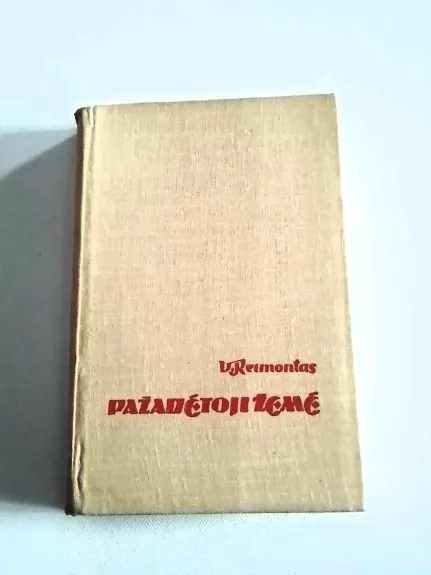 V. Reimontas
PAŽADĖTOJI ŽEMĖ